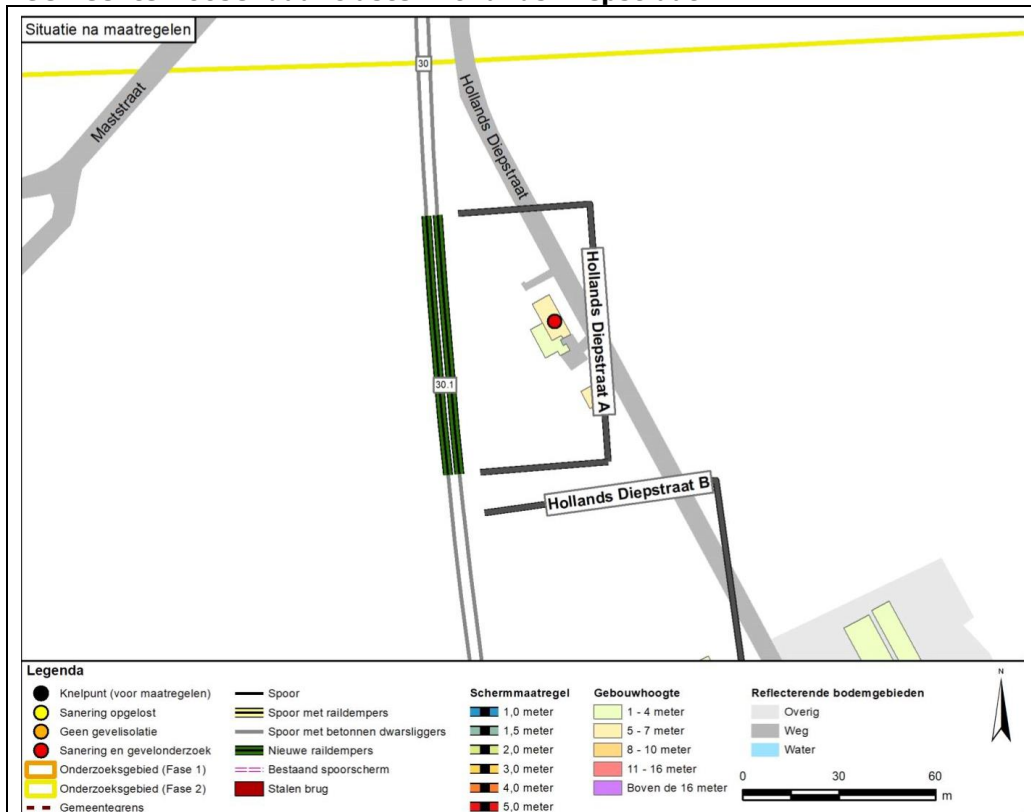 Situatie na maatregelen
30
Maststraat
Hollands Diepstraat
Hollands Diepstraat A
30.1
Hollands Diepstraat B
Legenda
Knelpunt (voor maatregelen)
Sanering opgelost
Geen gevelisolatie
Sanering en gevelonderzoek
Onderzoeksgebied (Fase 1)
Onderzoeksgebied (Fase 2)
Gemeentegrens
Spoor
Spoor met raildempers
Spoor met betonnen dwarsliggers
Nieuwe raildempers
Bestaand spoorscherm
Stalen brug
Schermmaatregel
1,0 meter
1,5 meter
2,0 meter
3,0 meter
4,0 meter
5,0 meter
Gebouwhoogte
1 - 4 meter
5 - 7 meter
8 - 10 meter
11 - 16 meter
Boven de 16 meter
Reflecterende bodemgebieden
Overig
Weg
Water
N
0 30 60
m